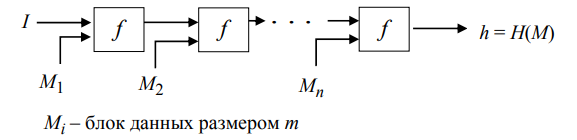 I f f . . . f h = H(M)
M₁ M₂ Mₙ
Mᵢ – блок данных размером m